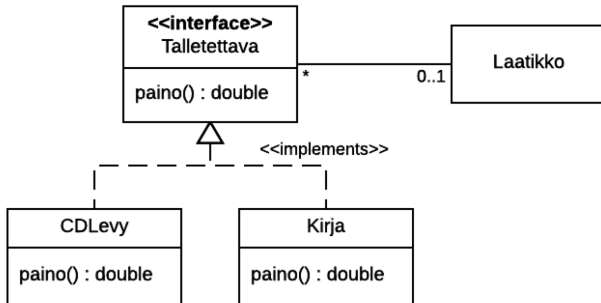 <<interface>>
Talletettava
paino() : double
*
0..1
Laatikko
<<implements>>
CDLevy
paino() : double
Kirja
paino() : double